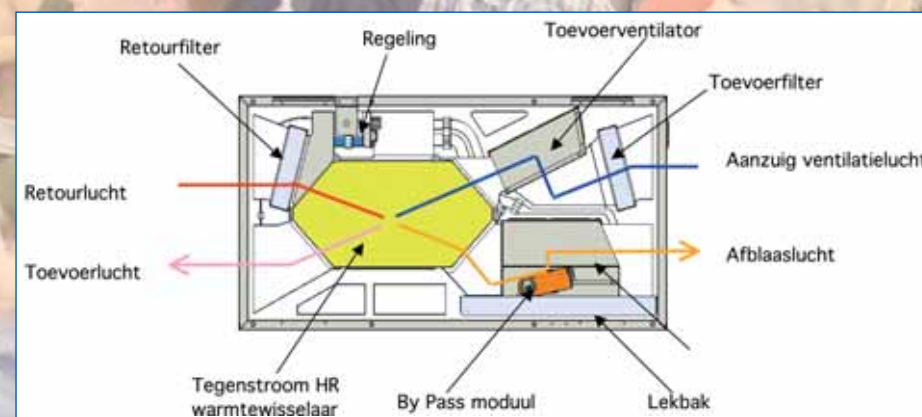 Retourfilter
Regeling
Toevoerventilator
Toevoerfilter
Aanzuig ventilatielucht
Retourlucht
Toevoerlucht
Afblaaslucht
Tegenstroom HR
warmtewisselaar
By Pass moduul
Lekbak